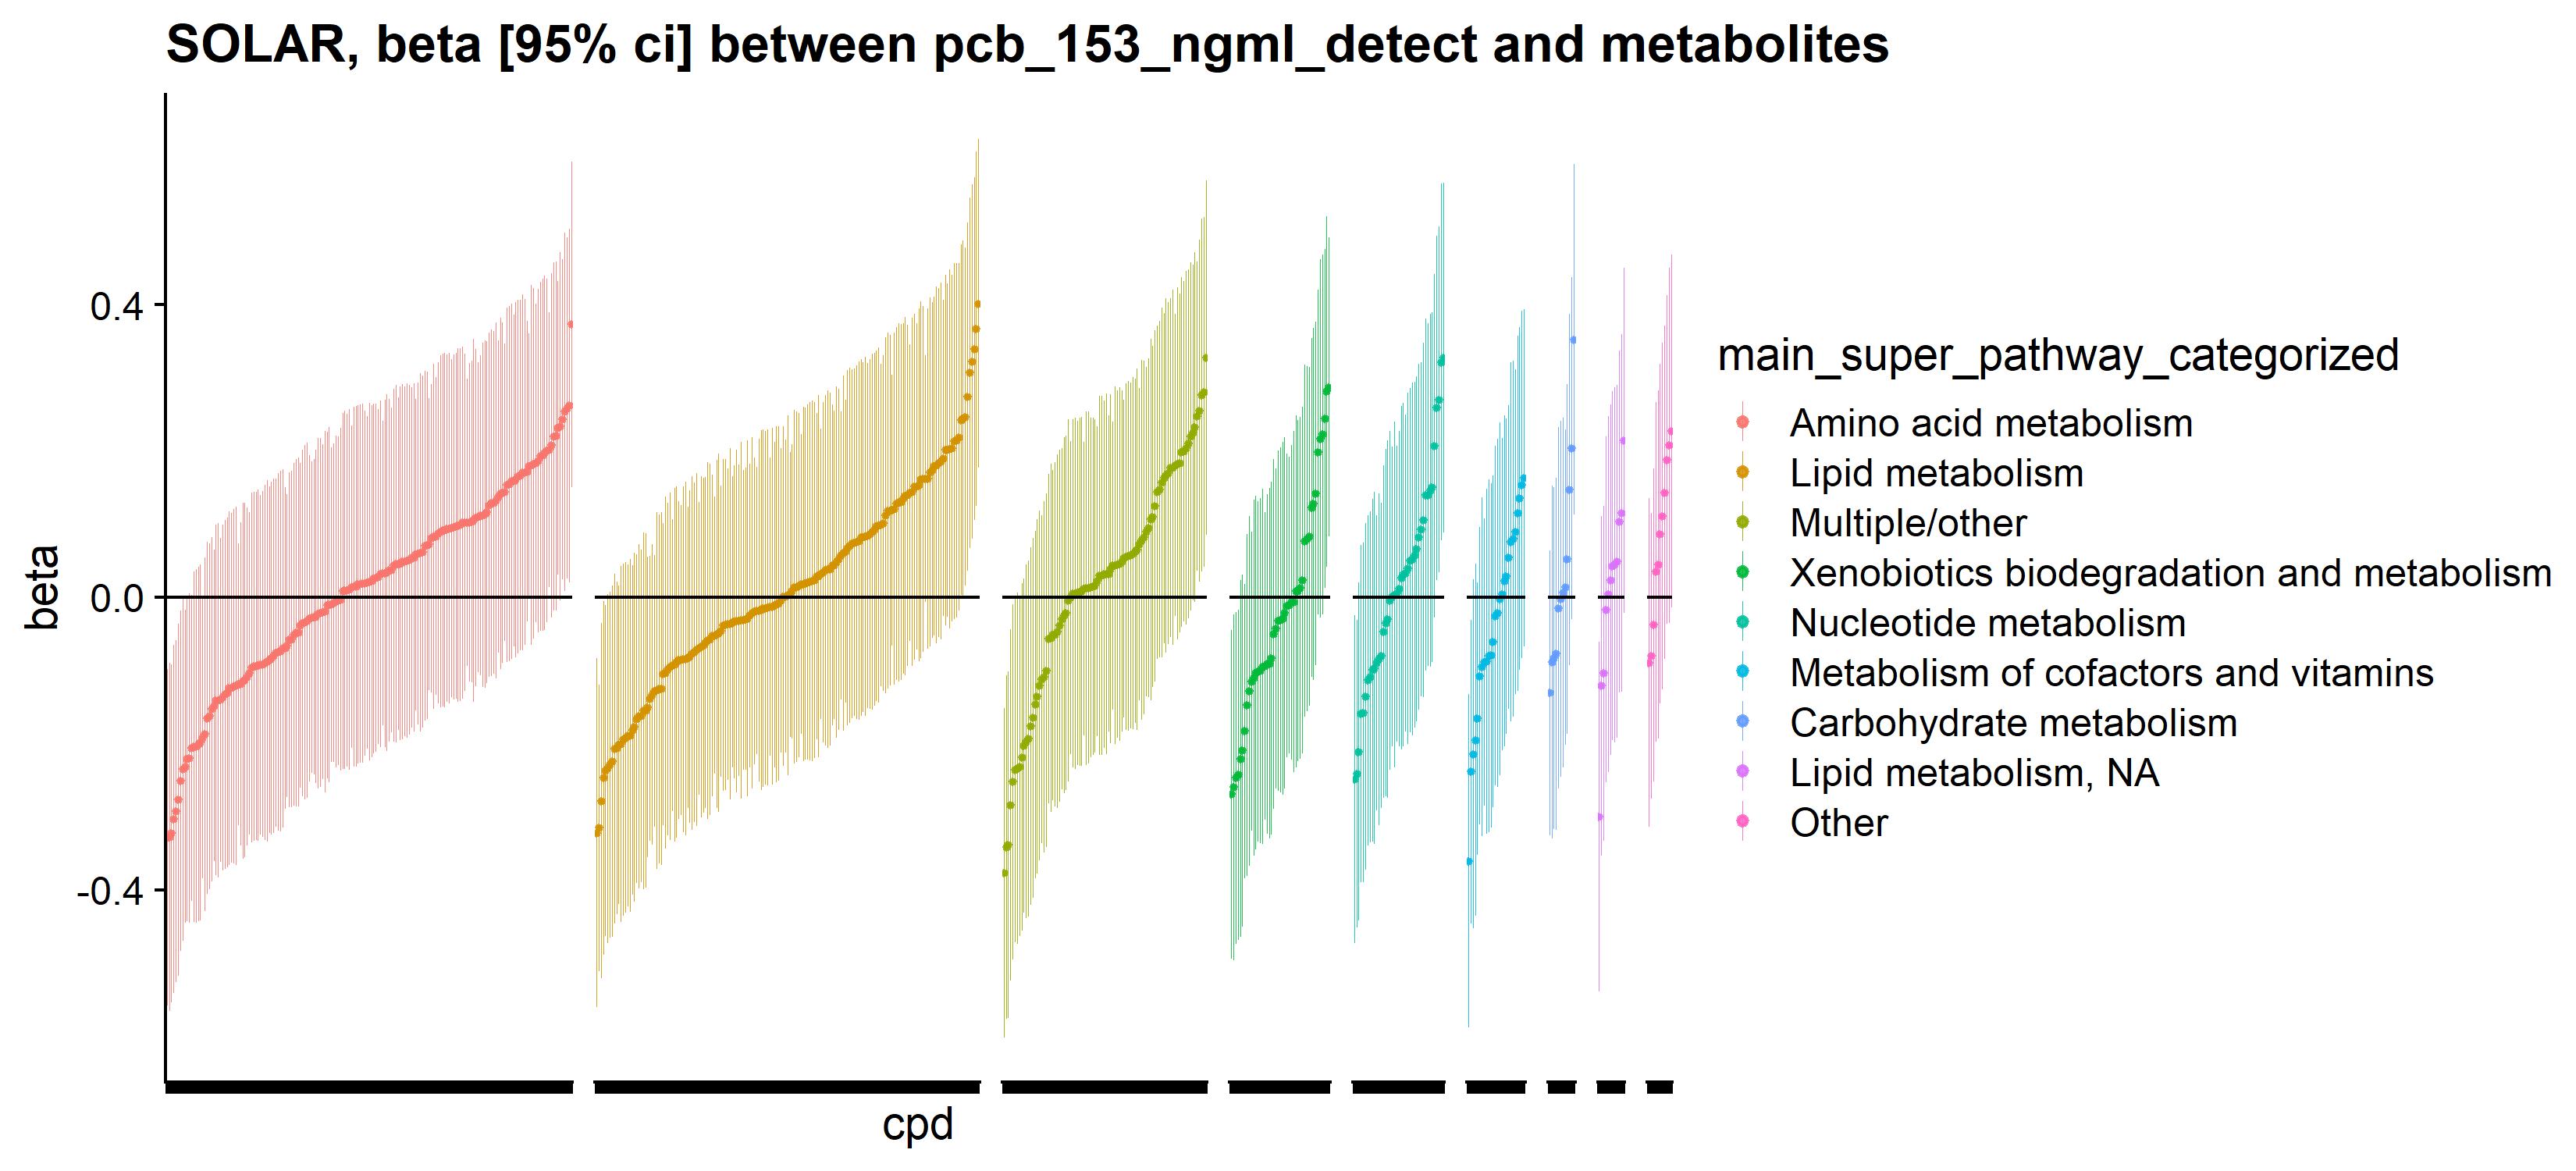 SOLAR, beta [95% ci] between pcb_153_ngml_detect and metabolites
beta
0.4
0.0
-0.4
cpd
main_super_pathway_categorized
Amino acid metabolism
Lipid metabolism
Multiple/other
Xenobiotics biodegradation and metabolism
Nucleotide metabolism
Metabolism of cofactors and vitamins
Carbohydrate metabolism
Lipid metabolism, NA
Other